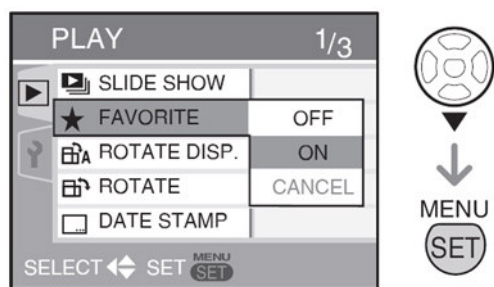 PLAY 1/3
SLIDE SHOW
FAVORITE OFF
A ROTATE DISP. ON
ROTATE CANCEL
DATE STAMP
SELECT SET MENU SET
MENU
SET